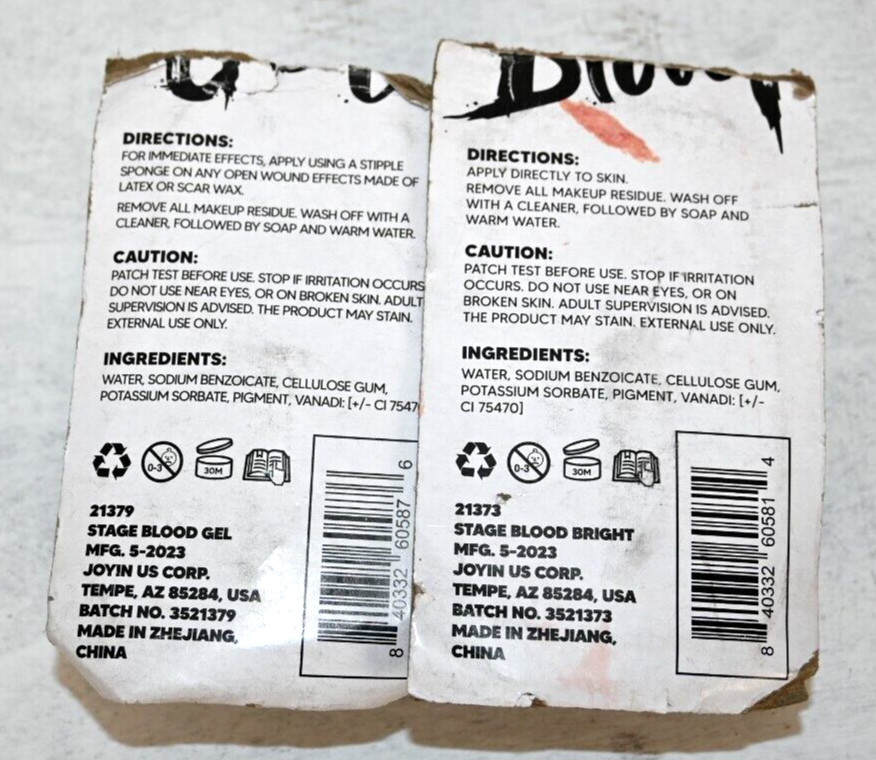 DIRECTIONS:
FOR IMMEDIATE EFFECTS, APPLY USING A STIPPLE
SPONGE ON ANY OPEN WOUND EFFECTS MADE OF
LATEX OR SCAR WAX.
REMOVE ALL MAKEUP RESIDUE. WASH OFF WITH A
CLEANER, FOLLOWED BY SOAP AND WARM WATER.
CAUTION:
PATCH TEST BEFORE USE. STOP IF IRRITATION OCCURS
DO NOT USE NEAR EYES, OR ON BROKEN SKIN. ADULT
SUPERVISION IS ADVISED. THE PRODUCT MAY STAIN.
EXTERNAL USE ONLY.
INGREDIENTS:
WATER, SODIUM BENZOICATE, CELLULOSE GUM,
POTASSIUM SORBATE, PIGMENT, VANADI: [+/- CI 7547
0-3
30M
21379
STAGE BLOOD GEL
MFG. 5-2023
JOYIN US CORP.
TEMPE, AZ 85284, USA
BATCH NO. 3521379
MADE IN ZHEJIANG,
CHINA
8 40332 60587 6
Blood
DIRECTIONS:
APPLY DIRECTLY TO SKIN.
REMOVE ALL MAKEUP RESIDUE. WASH OFF
WITH A CLEANER, FOLLOWED BY SOAP AND
WARM WATER.
CAUTION:
PATCH TEST BEFORE USE. STOP IF IRRITATION
OCCURS. DO NOT USE NEAR EYES, OR ON
BROKEN SKIN. ADULT SUPERVISION IS ADVISED.
THE PRODUCT MAY STAIN. EXTERNAL USE ONLY.
INGREDIENTS:
WATER, SODIUM BENZOICATE, CELLULOSE GUM,
POTASSIUM SORBATE, PIGMENT, VANADI: [+/-
CI 75470]
0-3
30M
21373
STAGE BLOOD BRIGHT
MFG. 5-2023
JOYIN US CORP.
TEMPE, AZ 85284, USA
BATCH NO. 3521373
MADE IN ZHEJIANG,
CHINA
8 40332 60581 4